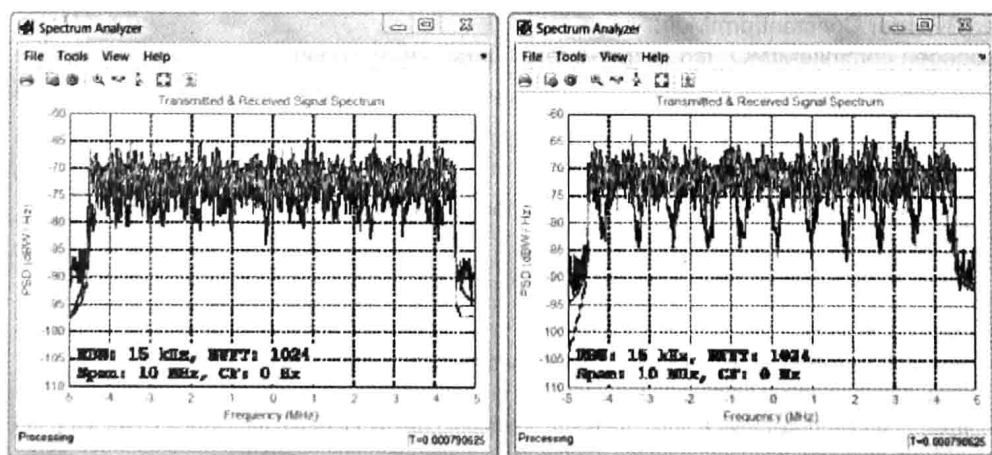 Spectrum Analyzer
File Tools View Help
Transmitted & Received Signal Spectrum
-60
-65
-70
-75
-80
-85
-90
-95
-100
-105
110
PSD (dBW / Hz)
RBW: 15 kHz, NFFT: 1024
Span: 10 MHz, CF: 0 Hz
-5 -4 -3 -2 -1 0 1 2 3 4 5
Frequency (MHz)
Processing
T=0.000790625
Spectrum Analyzer
File Tools View Help
Transmitted & Received Signal Spectrum
-60
65
-70
-75
-80
-85
-90
-95
-100
-105
110
PSD (dBW / Hz)
RBW: 15 kHz, NFFT: 1024
Span: 10 MHz, CF: 0 Hz
-5 -4 -3 -2 -1 0 1 2 3 4 5
Frequency (MHz)
Processing
T=0.000790625